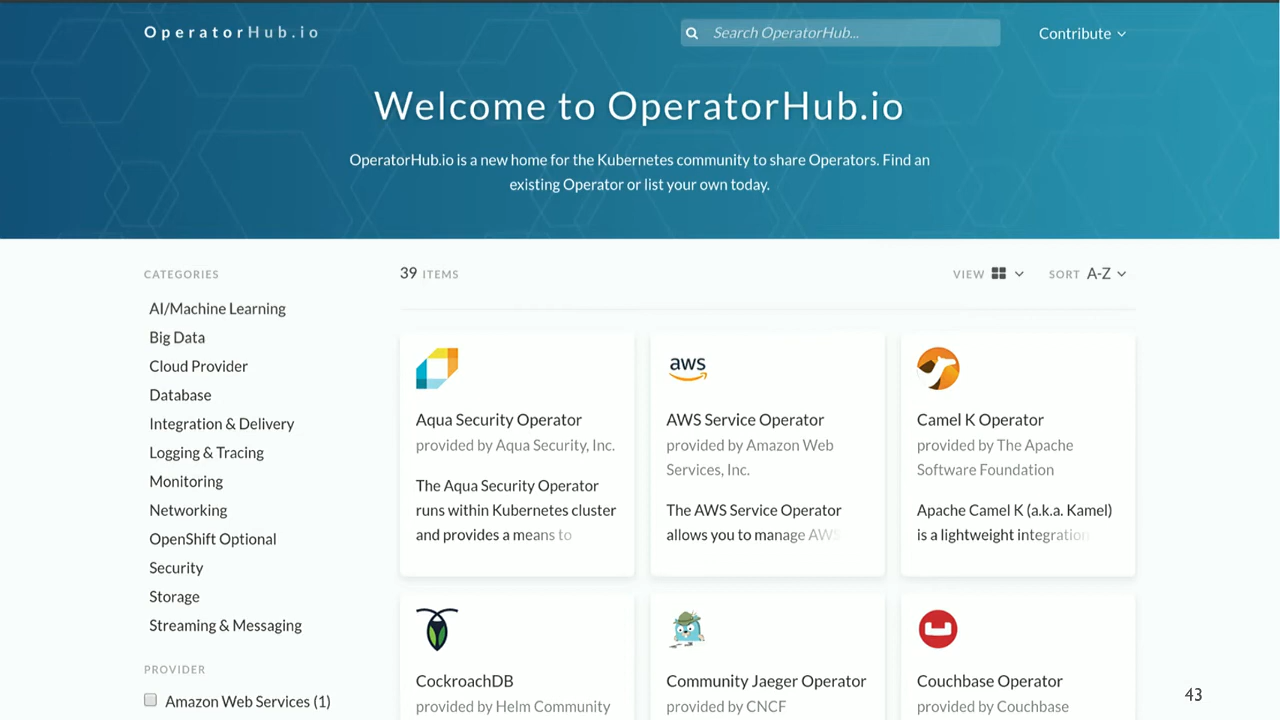 OperatorHub.io
Search OperatorHub...
Contribute
Welcome to OperatorHub.io
OperatorHub.io is a new home for the Kubernetes community to share Operators. Find an
existing Operator or list your own today.
CATEGORIES
AI/Machine Learning
Big Data
Cloud Provider
Database
Integration & Delivery
Logging & Tracing
Monitoring
Networking
OpenShift Optional
Security
Storage
Streaming & Messaging
PROVIDER
Amazon Web Services (1)
39 ITEMS
VIEW
SORT A-Z
Aqua Security Operator
provided by Aqua Security, Inc.
The Aqua Security Operator
runs within Kubernetes cluster
and provides a means to
aws
AWS Service Operator
provided by Amazon Web
Services, Inc.
The AWS Service Operator
allows you to manage AWS
Camel K Operator
provided by The Apache
Software Foundation
Apache Camel K (a.k.a. Kamel)
is a lightweight integration
CockroachDB
provided by Helm Community
Community Jaeger Operator
provided by CNCF
Couchbase Operator
provided by Couchbase
43